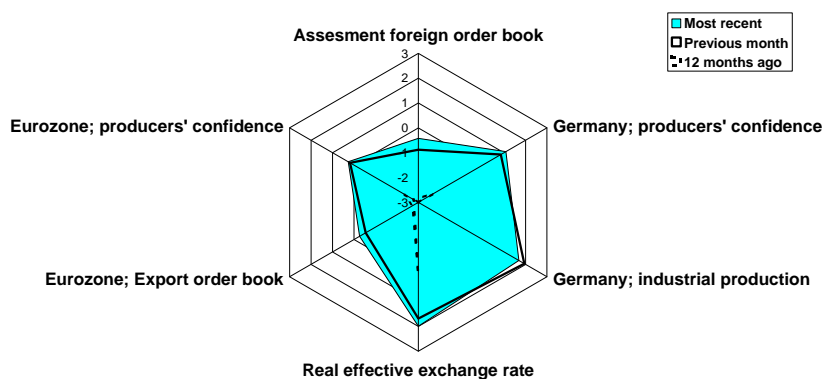 Most recent
Previous month
12 months ago
Assesment foreign order book
3
2
1
0
-1
-2
-3
Eurozone; producers' confidence
Germany; producers' confidence
Eurozone; Export order book
Germany; industrial production
Real effective exchange rate